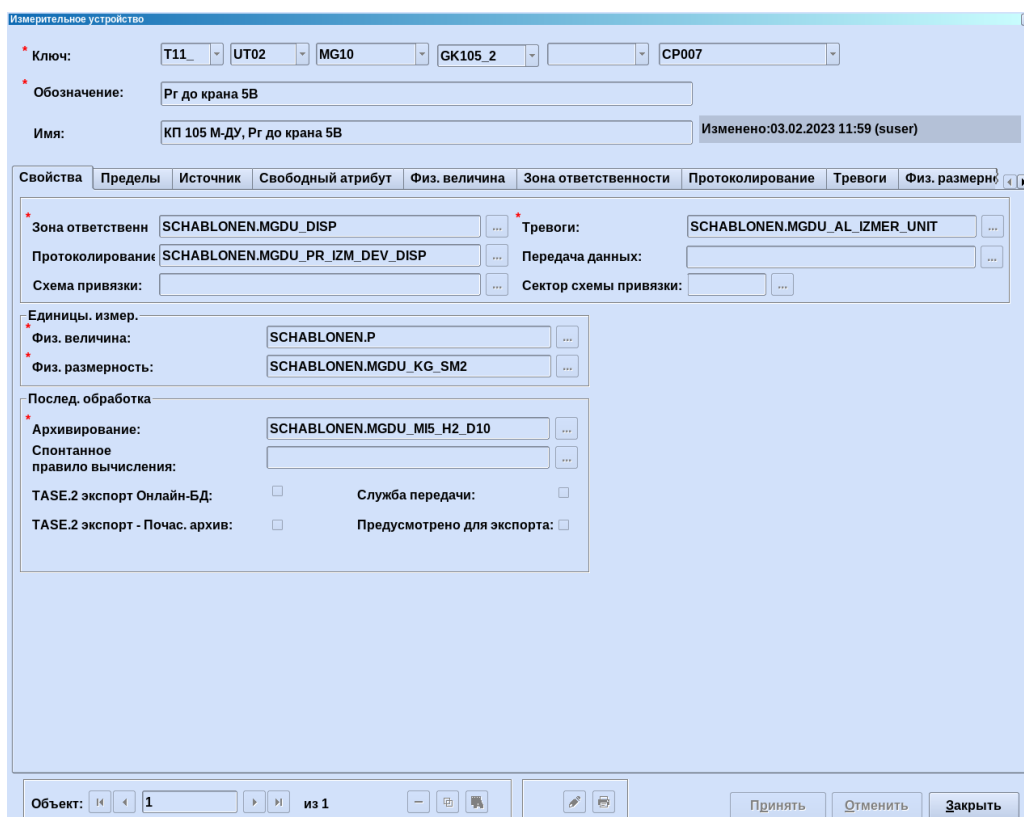 Измерительное устройство
* Ключ: T11_ UT02 MG10 GK105_2 CP007
* Обозначение: Рг до крана 5В
Имя: КП 105 М-ДУ, Рг до крана 5В Изменено:03.02.2023 11:59 (suser)
Свойства Пределы Источник Свободный атрибут Физ. величина Зона ответственности Протоколирование Тревоги Физ. размерно
* Зона ответственн SCHABLONEN.MGDU_DISP ... * Тревоги: SCHABLONEN.MGDU_AL_IZMER_UNIT ...
Протоколирование SCHABLONEN.MGDU_PR_IZM_DEV_DISP ... Передача данных: ...
Схема привязки: ... Сектор схемы привязки: ...
Единицы. измер.
* Физ. величина: SCHABLONEN.P ...
* Физ. размерность: SCHABLONEN.MGDU_KG_SM2 ...
Послед. обработка
* Архивирование: SCHABLONEN.MGDU_MI5_H2_D10 ...
Спонтанное
правило вычисления: ...
TASE.2 экспорт Онлайн-БД: Служба передачи:
TASE.2 экспорт - Почас. архив: Предусмотрено для экспорта:
Объект: 1 из 1 Принять Отменить Закрыть